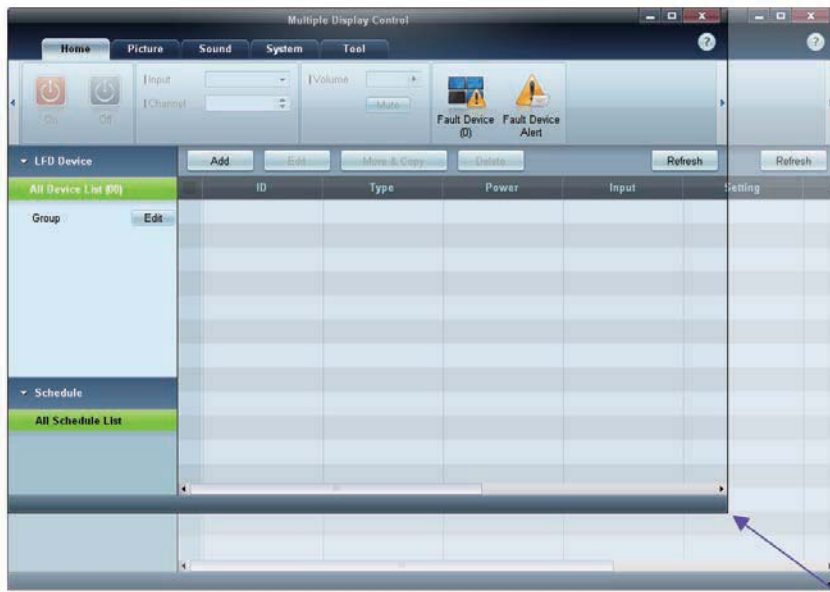 Multiple Display Control
Home Picture Sound System Tool
Input
Volume
Channel
Mute
On Off
Fault Device (0)
Fault Device Alert
LFD Device
Add Edit Move & Copy Delete Refresh Refresh
All Device List (00)
ID Type Power Input Setting
Group Edit
Schedule
All Schedule List